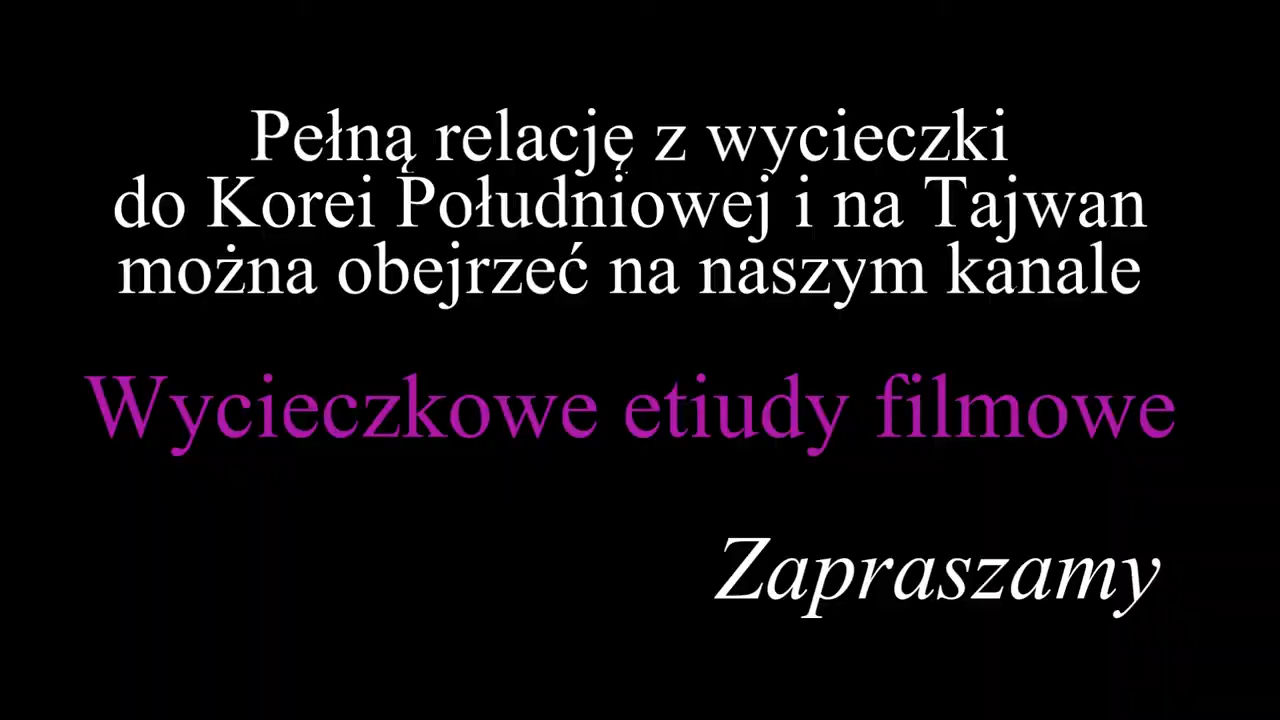 Pełną relację z wycieczki
do Korei Południowej i na Tajwan
można obejrzeć na naszym kanale
Wycieczkowe etiudy filmowe
Zapraszamy